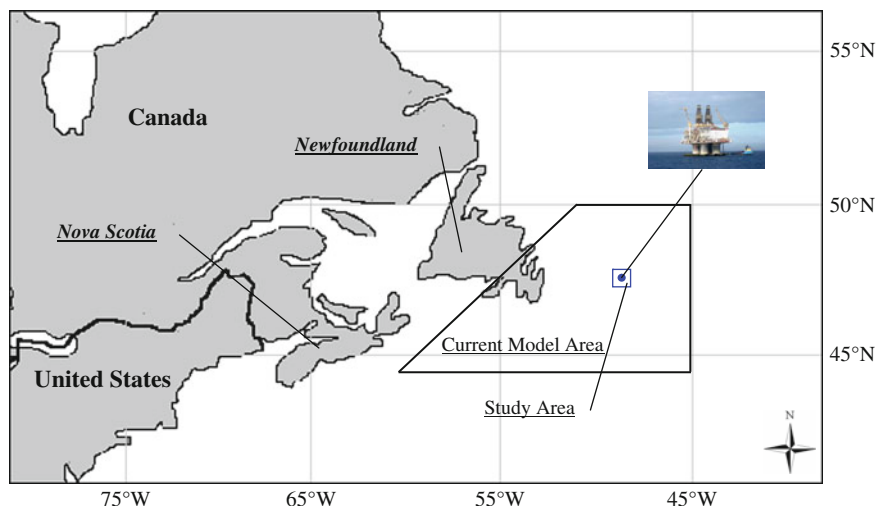 55°N
Canada
Newfoundland
50°N
Nova Scotia
Current Model Area
45°N
United States
Study Area
N
75°W
65°W
55°W
45°W